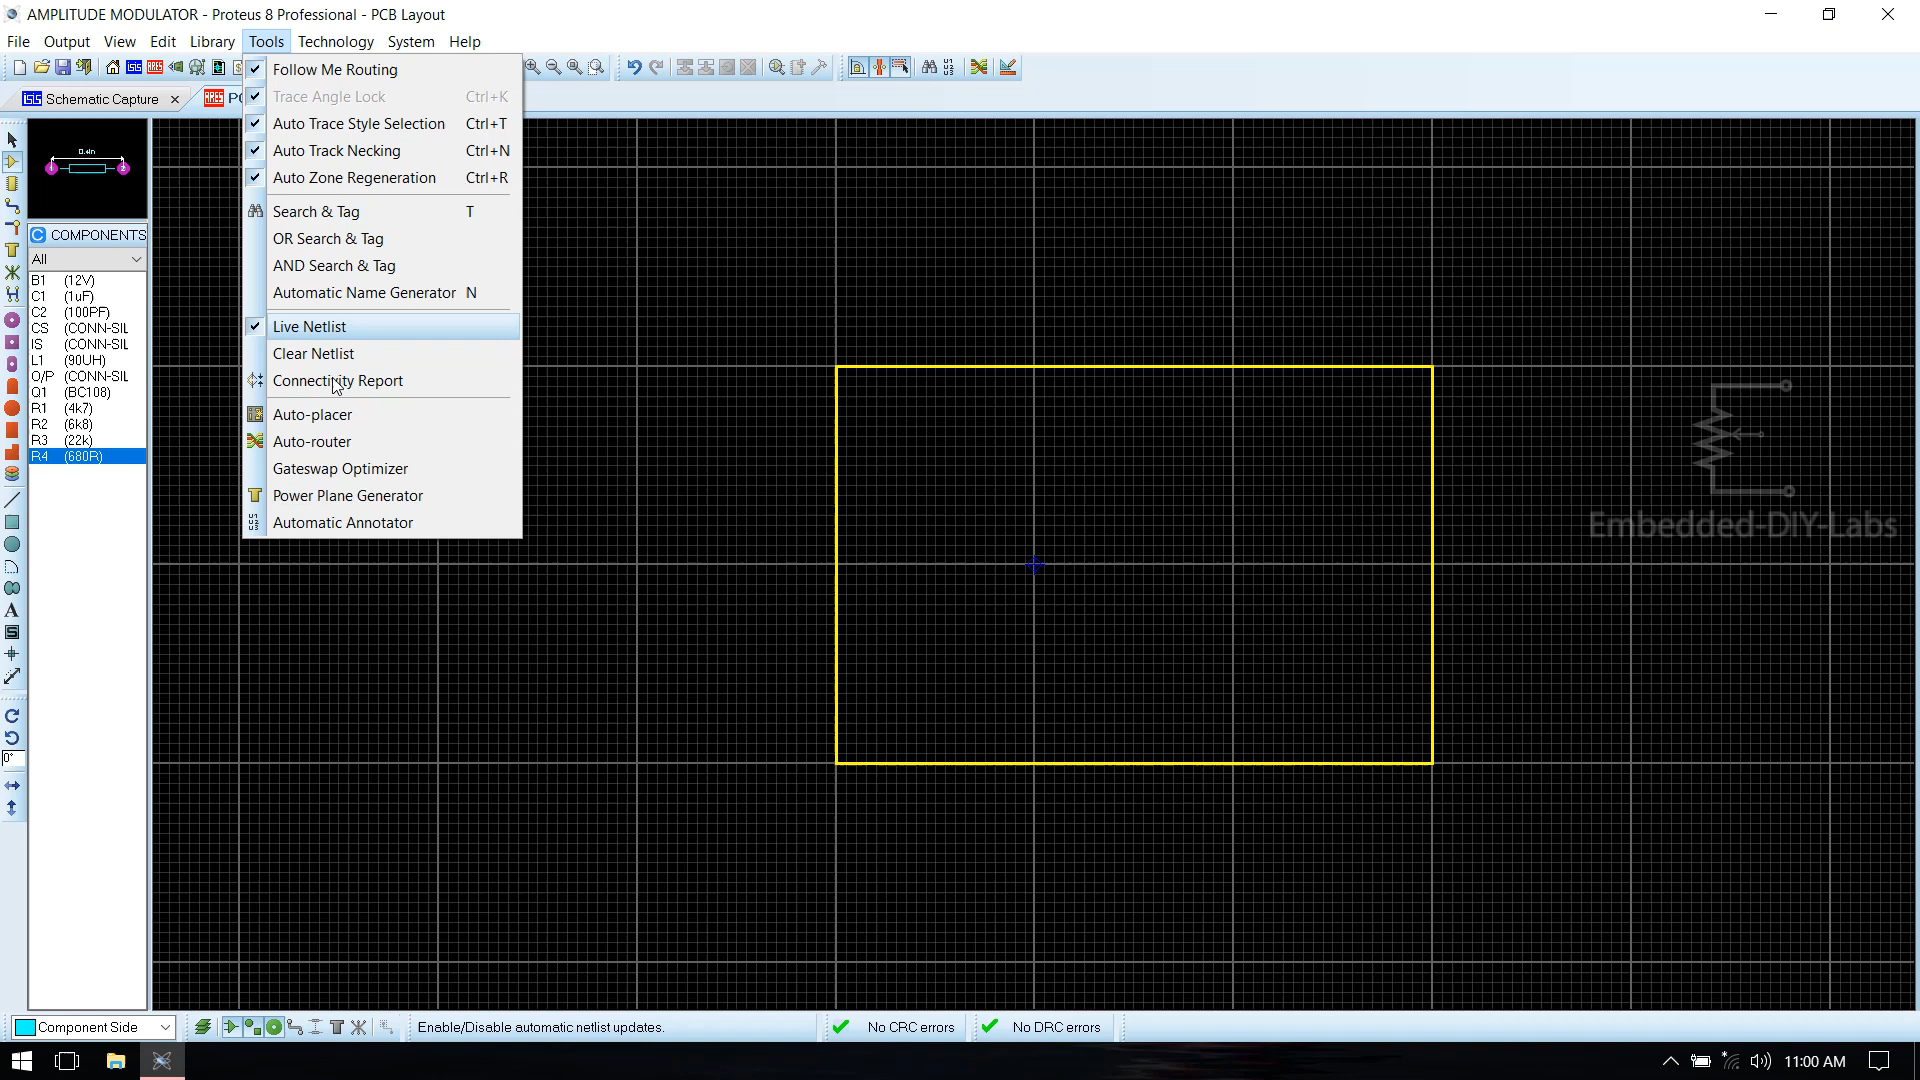 AMPLITUDE MODULATOR - Proteus 8 Professional - PCB Layout
File Output View Edit Library Tools Technology System Help
Schematic Capture
Follow Me Routing
Trace Angle Lock Ctrl+K
Auto Trace Style Selection Ctrl+T
Auto Track Necking Ctrl+N
Auto Zone Regeneration Ctrl+R
Search & Tag T
OR Search & Tag
AND Search & Tag
Automatic Name Generator N
Live Netlist
Clear Netlist
Connectivity Report
Auto-placer
Auto-router
Gateswap Optimizer
Power Plane Generator
Automatic Annotator
0.4in
1 2
COMPONENTS
All
B1 (12V)
C1 (1uF)
C2 (100PF)
CS (CONN-SIL
IS (CONN-SIL
L1 (90UH)
O/P (CONN-SIL
Q1 (BC108)
R1 (4k7)
R2 (6k8)
R3 (22k)
R4 (680R)
0°
Embedded-DIY-Labs
Component Side
Enable/Disable automatic netlist updates.
No CRC errors
No DRC errors
11:00 AM